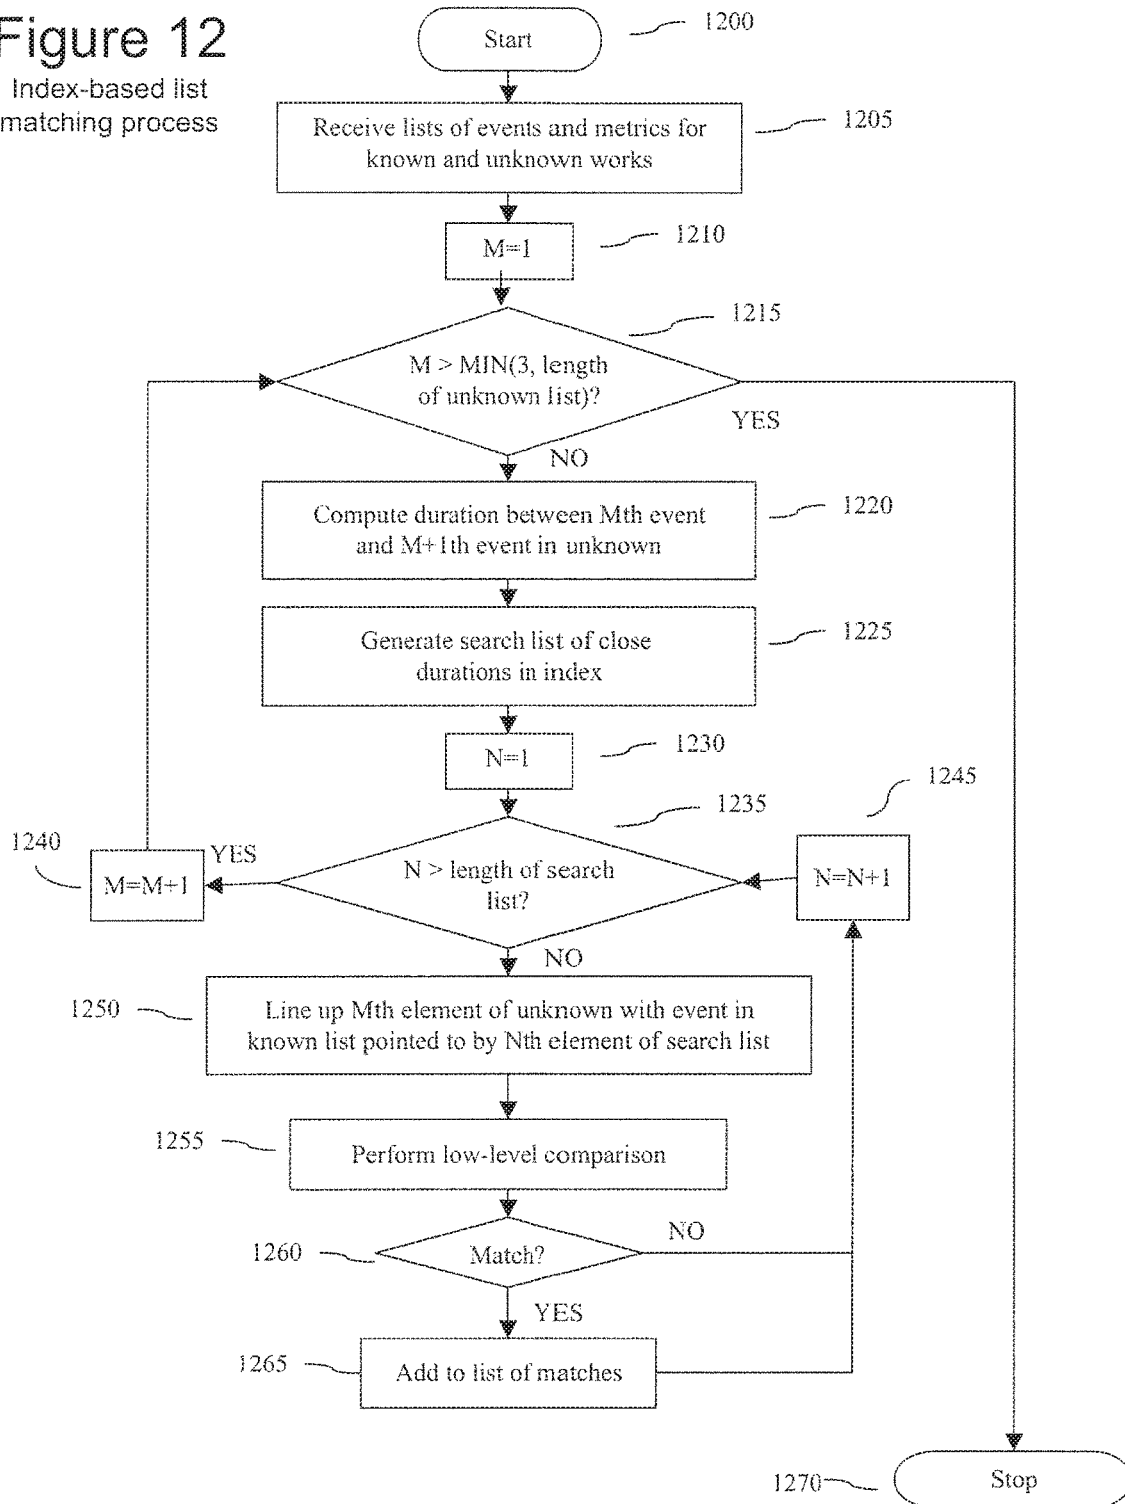 Figure 12
Index-based list
matching process
Start
1200
Receive lists of events and metrics for
known and unknown works
1205
M=1
1210
M > MIN(3, length
of unknown list)?
1215
YES
NO
Compute duration between Mth event
and M+1th event in unknown
1220
Generate search list of close
durations in index
1225
N=1
1230
N > length of search
list?
1235
1245
N=N+1
1240
YES
M=M+1
NO
1250
Line up Mth element of unknown with event in
known list pointed to by Nth element of search list
1255
Perform low-level comparison
1260
Match?
NO
YES
1265
Add to list of matches
1270
Stop